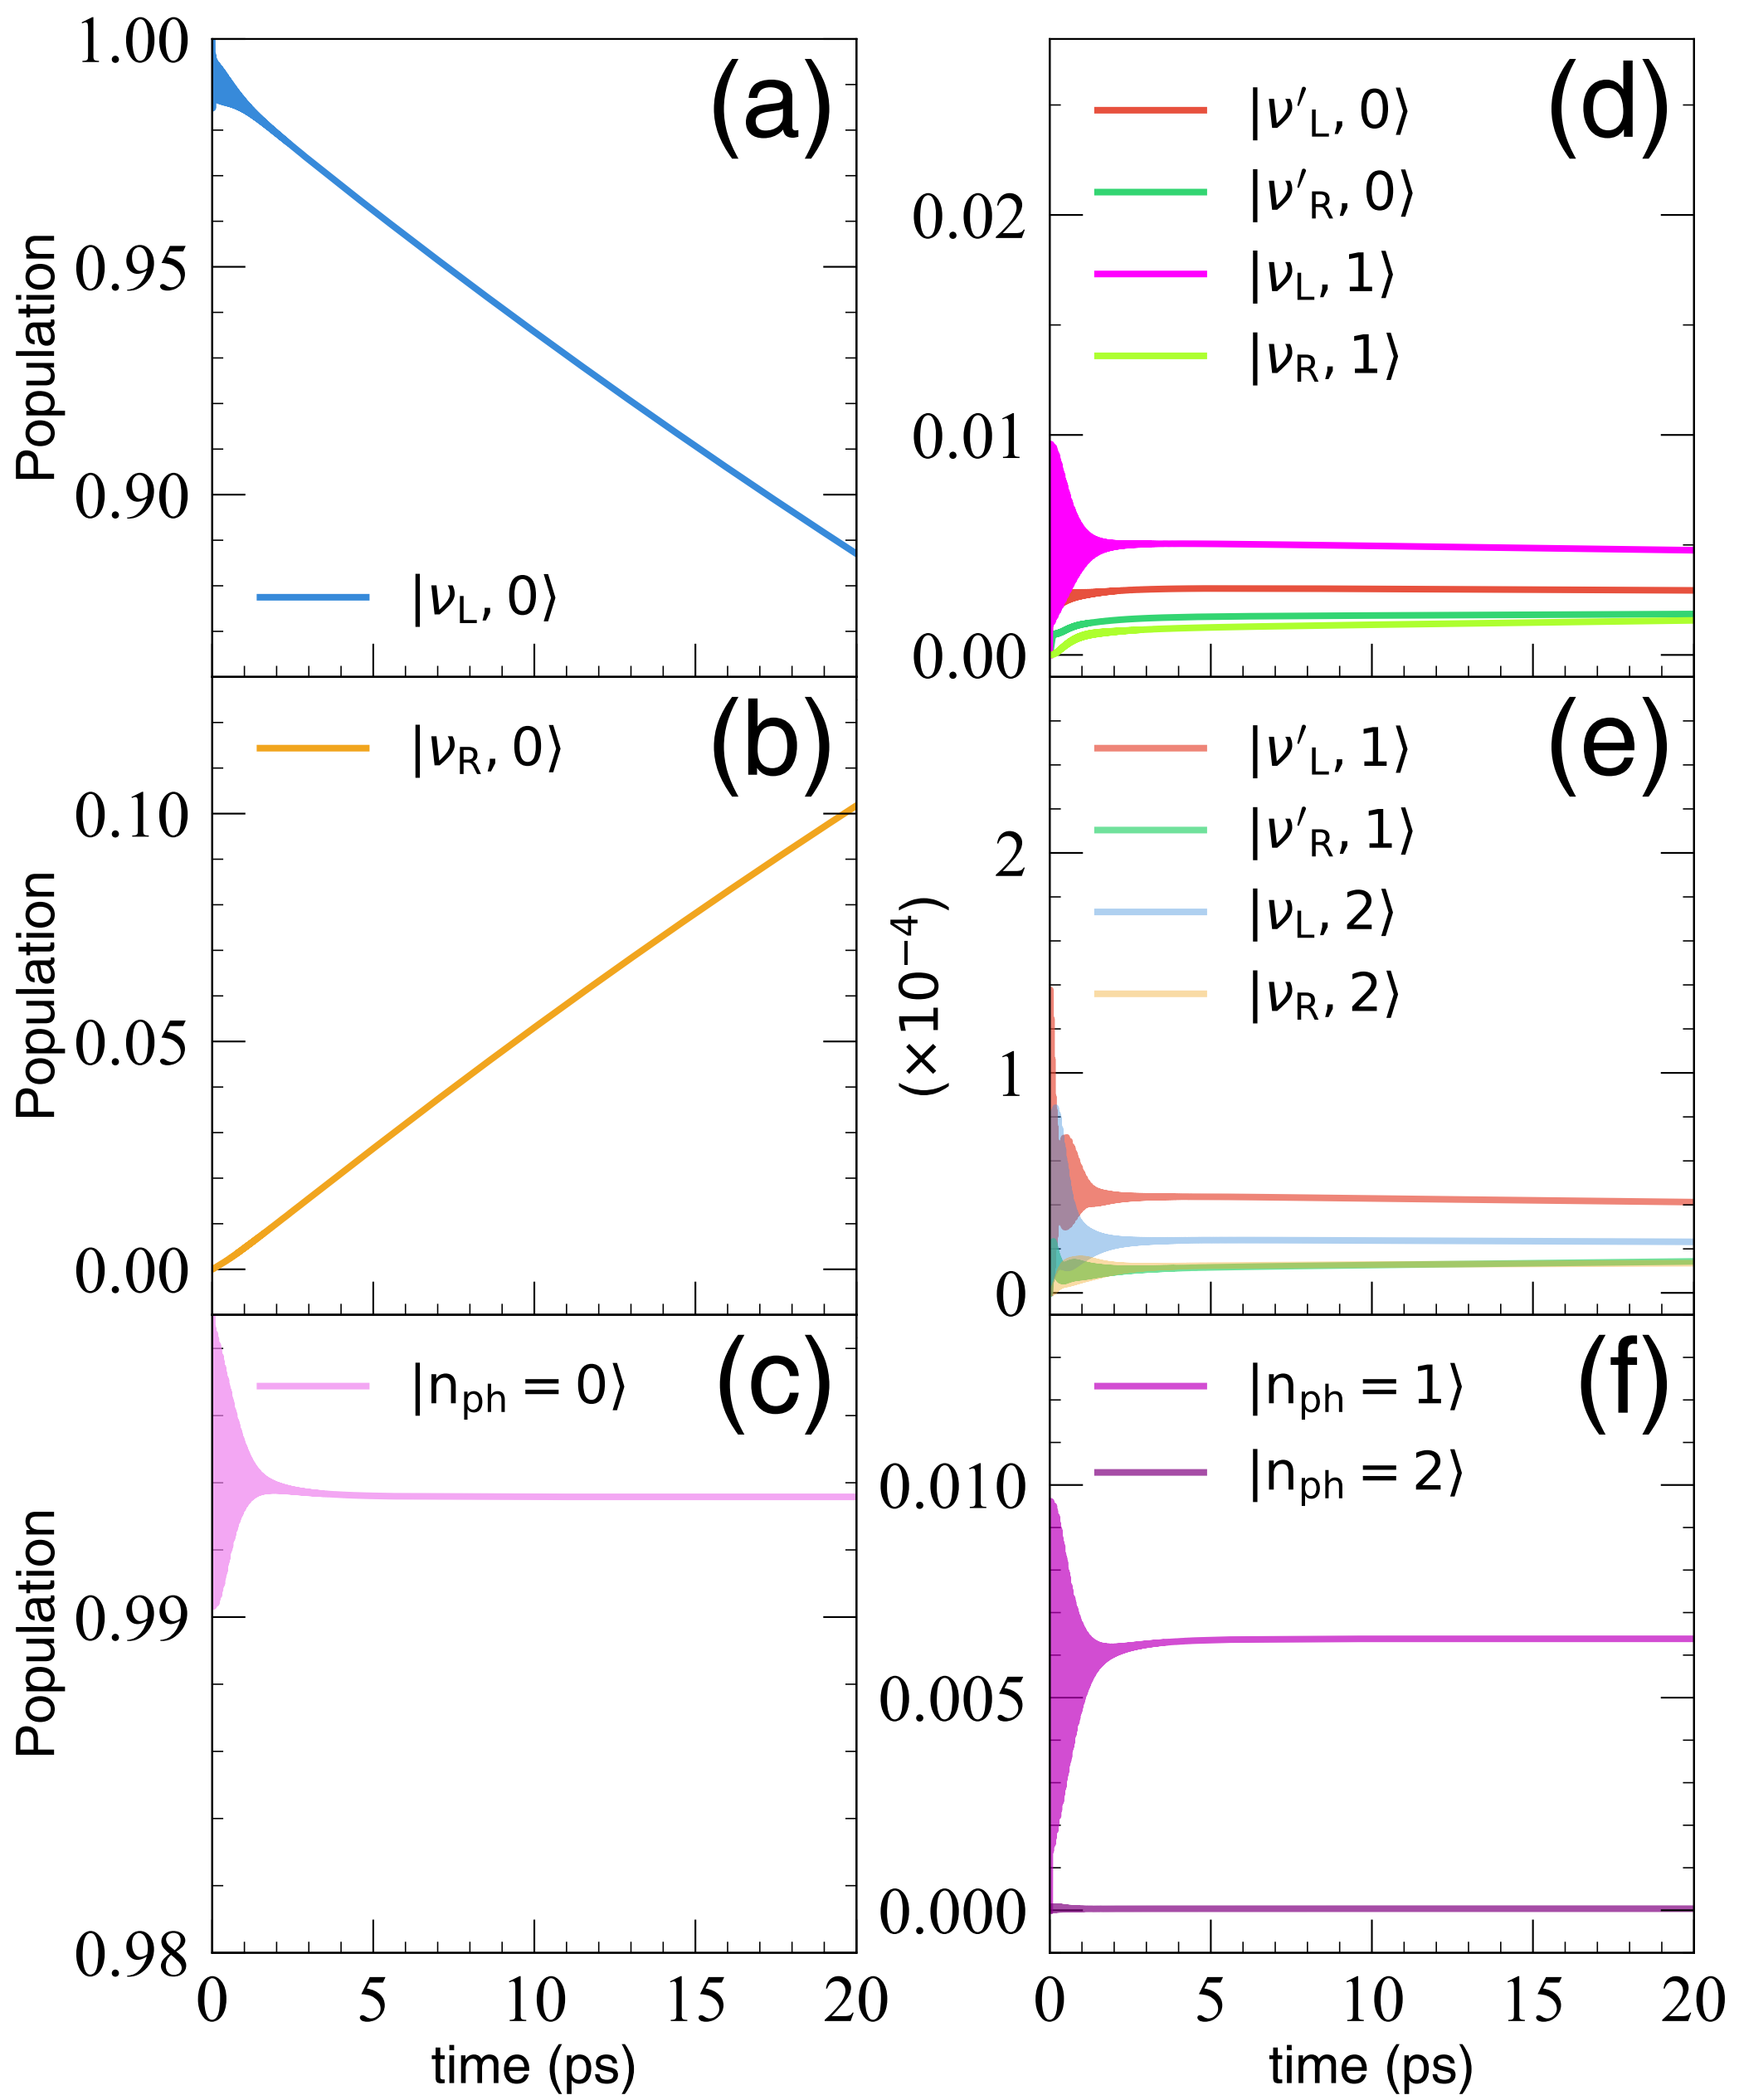 (a)
1.00
0.95
0.90
Population
|ν_L, 0⟩
(b)
|ν_R, 0⟩
0.10
0.05
0.00
Population
(c)
|n_ph = 0⟩
0.99
0.98
Population
0 5 10 15 20
time (ps)
(d)
|ν′_L, 0⟩
|ν′_R, 0⟩
|ν_L, 1⟩
|ν_R, 1⟩
0.02
0.01
0.00
(e)
|ν′_L, 1⟩
|ν′_R, 1⟩
|ν_L, 2⟩
|ν_R, 2⟩
2
1
0
(×10⁻⁴)
(f)
|n_ph = 1⟩
|n_ph = 2⟩
0.010
0.005
0.000
0 5 10 15 20
time (ps)